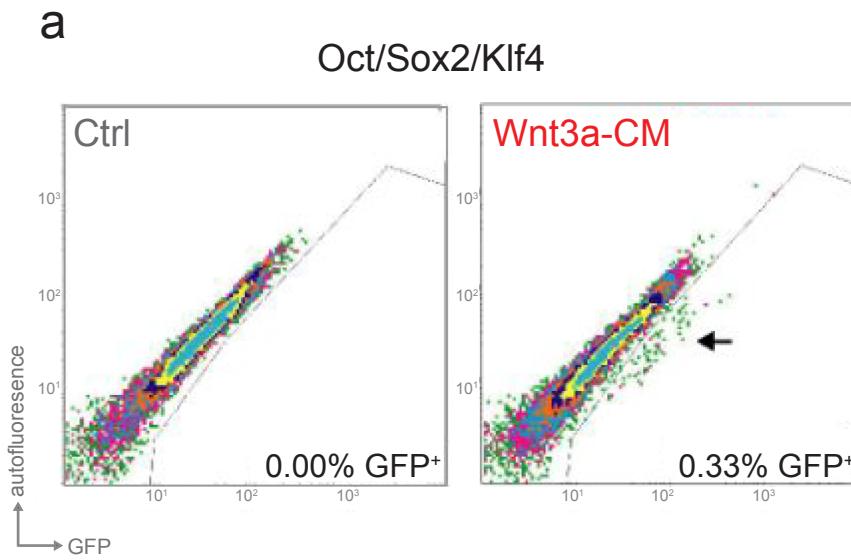 a
Oct/Sox2/Klf4
Ctrl
10³
10²
10¹
0.00% GFP⁺
10¹ 10² 10³
Wnt3a-CM
10³
10²
10¹
0.33% GFP⁺
10¹ 10² 10³
autofluoresence
GFP